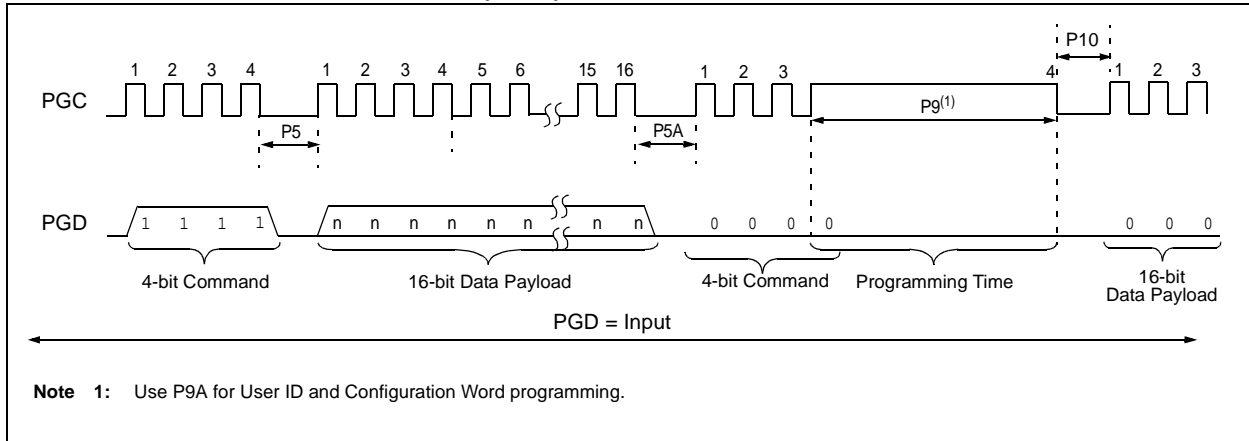 P10
1 2 3 4 1 2 3 4 5 6 15 16 1 2 3 4 1 2 3
PGC
P9(1)
P5
P5A
PGD
1 1 1 1 n n n n n n n n 0 0 0 0 0 0 0
4-bit Command
16-bit Data Payload
4-bit Command
Programming Time
16-bit
Data Payload
PGD = Input
Note 1: Use P9A for User ID and Configuration Word programming.